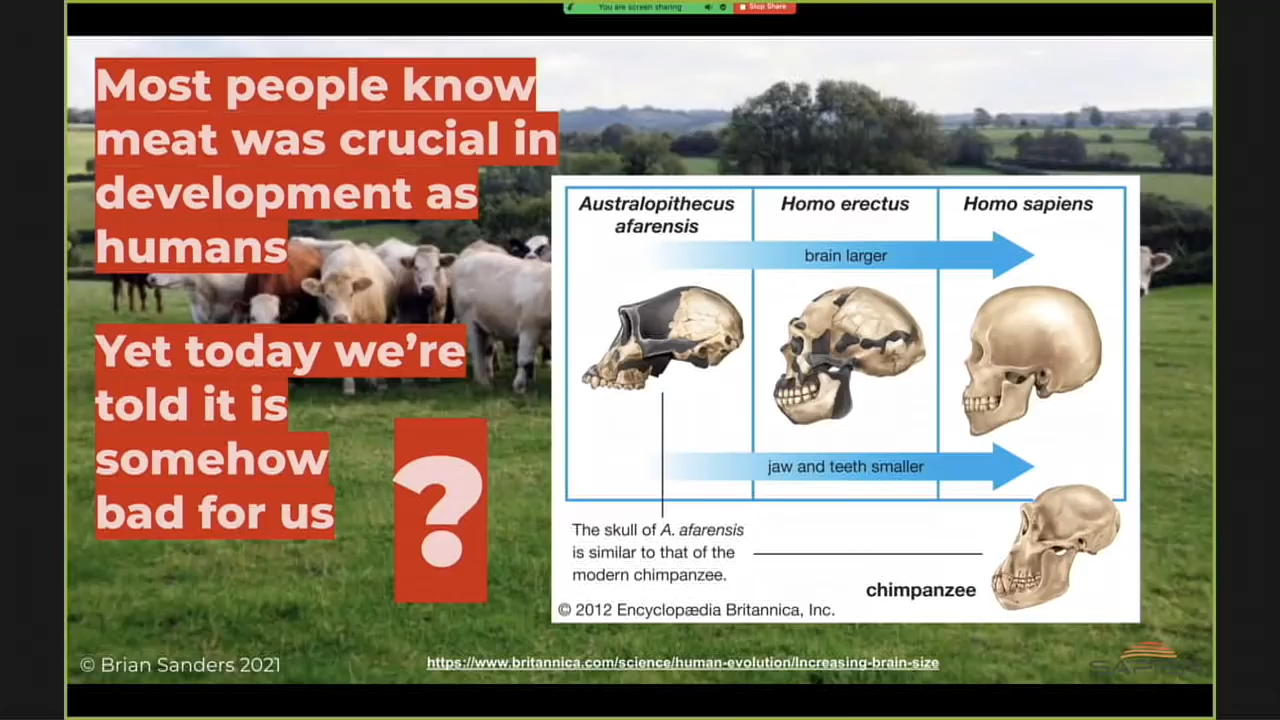 You are screen sharing
Stop Share
Most people know
meat was crucial in
development as
humans
Yet today we're
told it is
somehow
bad for us
?
Australopithecus
afarensis
Homo erectus
Homo sapiens
brain larger
jaw and teeth smaller
The skull of A. afarensis
is similar to that of the
modern chimpanzee.
chimpanzee
© 2012 Encyclopædia Britannica, Inc.
© Brian Sanders 2021
https://www.britannica.com/science/human-evolution/Increasing-brain-size